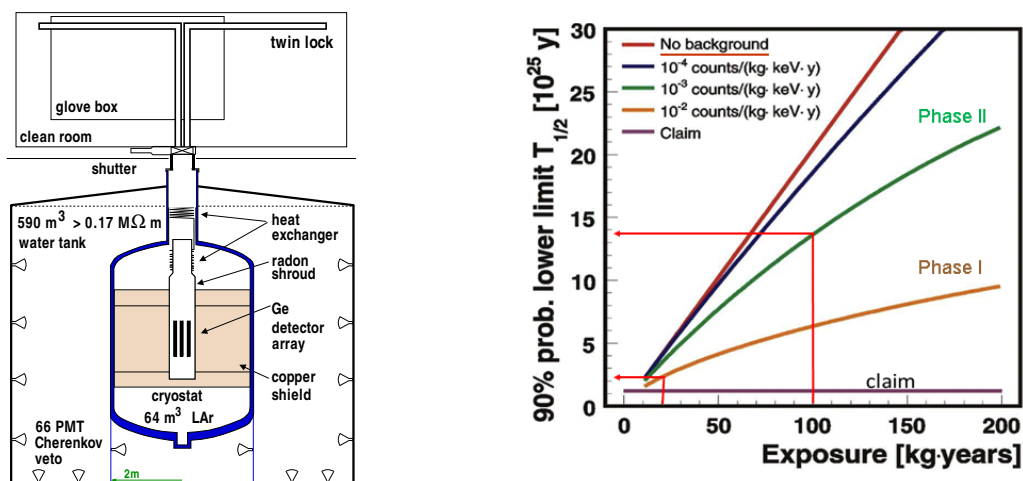 twin lock
glove box
clean room
shutter
590 m³ > 0.17 MΩ m
water tank
heat
exchanger
radon
shroud
Ge
detector
array
copper
shield
cryostat
64 m³ LAr
66 PMT
Cherenkov
veto
2m
90% prob. lower limit T1/2 [10²⁵ y]
30
25
20
15
10
5
0
No background
10⁻⁴ counts/(kg· keV· y)
10⁻³ counts/(kg· keV· y)
10⁻² counts/(kg· keV· y)
Claim
Phase II
Phase I
claim
0 50 100 150 200
Exposure [kg·years]